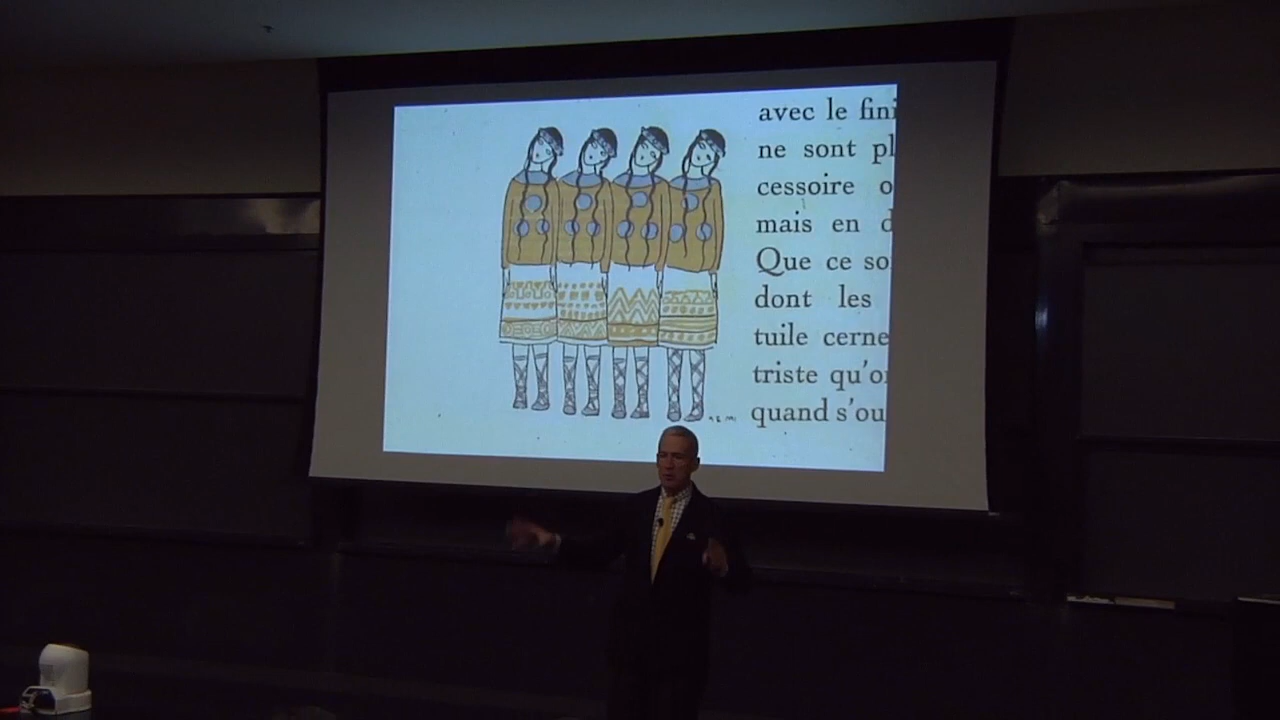 avec le fini
ne sont pl
cessoire o
mais en d
Que ce so
dont les
tuile cerne
triste qu'o
quand s'ou